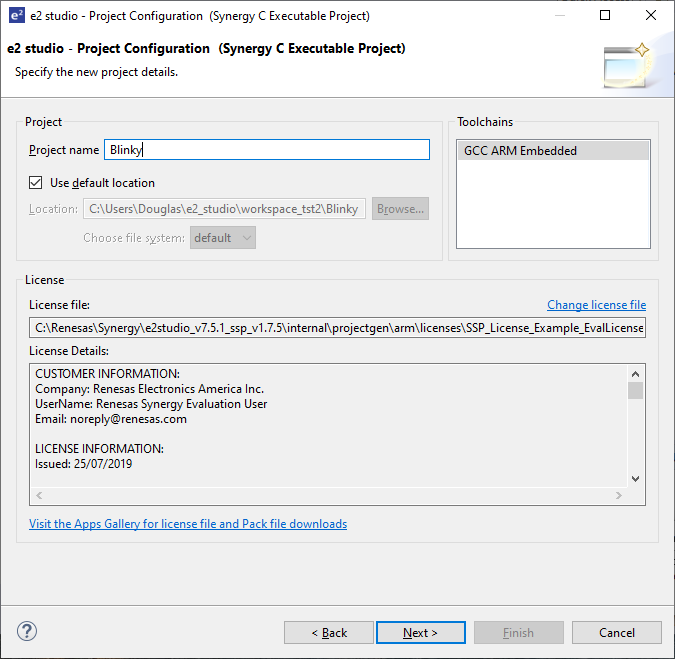 e2 studio - Project Configuration  (Synergy C Executable Project)
e2 studio - Project Configuration  (Synergy C Executable Project)
Specify the new project details.
Project
Project name Blinky
Use default location
Location: C:\Users\Douglas\e2_studio\workspace_tst2\Blinky Browse...
Choose file system: default
Toolchains
GCC ARM Embedded
License
License file: Change license file
C:\Renesas\Synergy\e2studio_v7.5.1_ssp_v1.7.5\internal\projectgen\arm\licenses\SSP_License_Example_EvalLicense
License Details:
CUSTOMER INFORMATION:
Company: Renesas Electronics America Inc.
UserName: Renesas Synergy Evaluation User
Email: noreply@renesas.com
LICENSE INFORMATION:
Issued: 25/07/2019
Visit the Apps Gallery for license file and Pack file downloads
? < Back Next > Finish Cancel